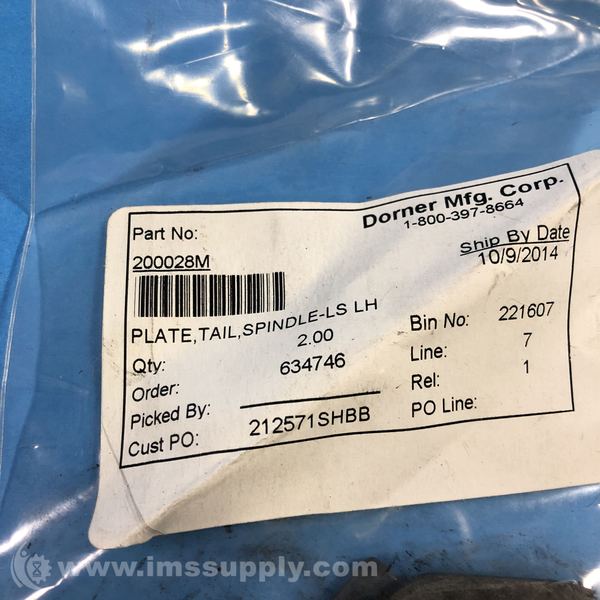 Dorner Mfg. Corp.
1-800-397-8664
Part No:
200028M
Ship By Date
10/9/2014
PLATE,TAIL,SPINDLE-LS LH
Qty: 2.00
Bin No: 221607
Order: 634746
Line: 7
Picked By:
Rel: 1
Cust PO: 212571SHBB
PO Line:
www.imssupply.com